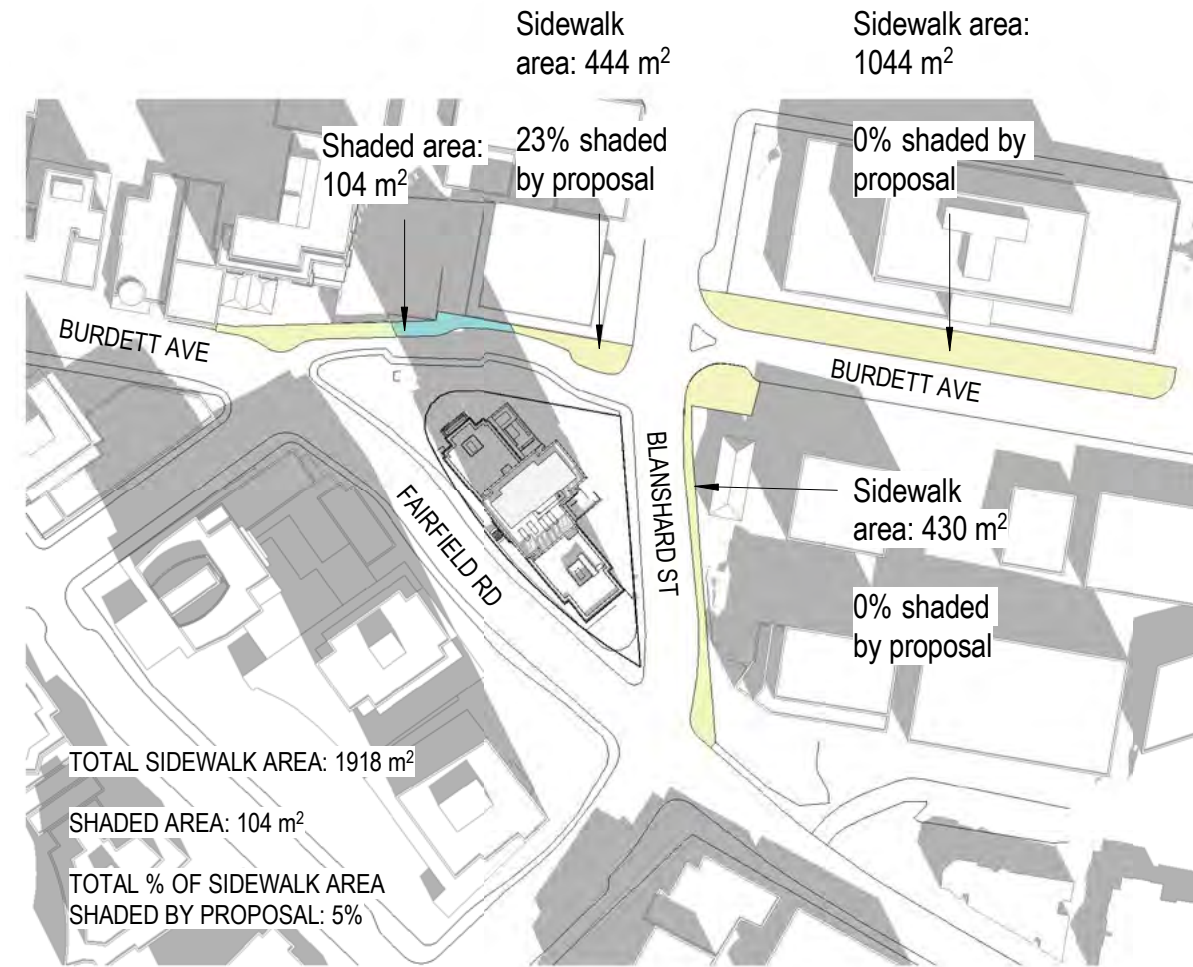 Sidewalk
area: 444 m²
Sidewalk area:
1044 m²
Shaded area:
104 m²
23% shaded
by proposal
0% shaded by
proposal
BURDETT AVE
BURDETT AVE
BLANSHARD ST
FAIRFIELD RD
Sidewalk
area: 430 m²
0% shaded
by proposal
TOTAL SIDEWALK AREA: 1918 m²
SHADED AREA: 104 m²
TOTAL % OF SIDEWALK AREA
SHADED BY PROPOSAL: 5%